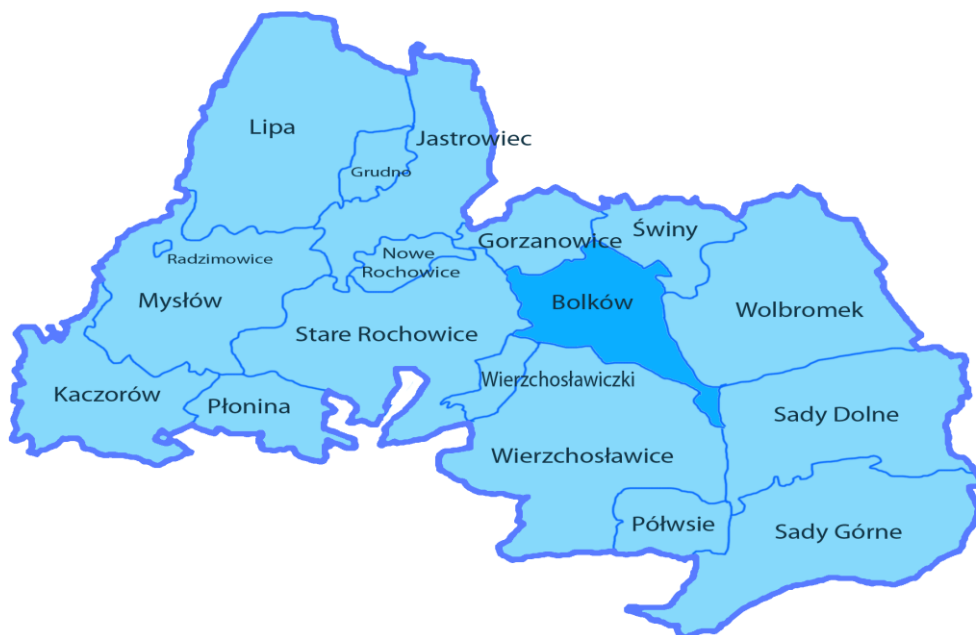 Lipa
Jastrowiec
Grudno
Gorzanowice
Świny
Nowe
Rochowice
Radzimowice
Mysłów
Bolków
Wolbromek
Stare Rochowice
Wierzchosławiczki
Kaczorów
Płonina
Sady Dolne
Wierzchosławice
Półwsie
Sady Górne